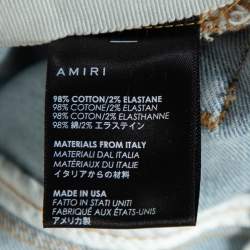 AMIRI
98% COTTON/2% ELASTANE
98% COTONE/2% ELASTAN
98% COTON/2% ELASTHANNE
98% 綿/2% エラステイン
MATERIALS FROM ITALY
MATERIALI DAL ITALIA
MATÉRIAUX DU ITALIE
イタリアからの材料
MADE IN USA
FATTO IN STATI UNITI
FABRIQUÉ AUX ÉTATS-UNIS
アメリカ製